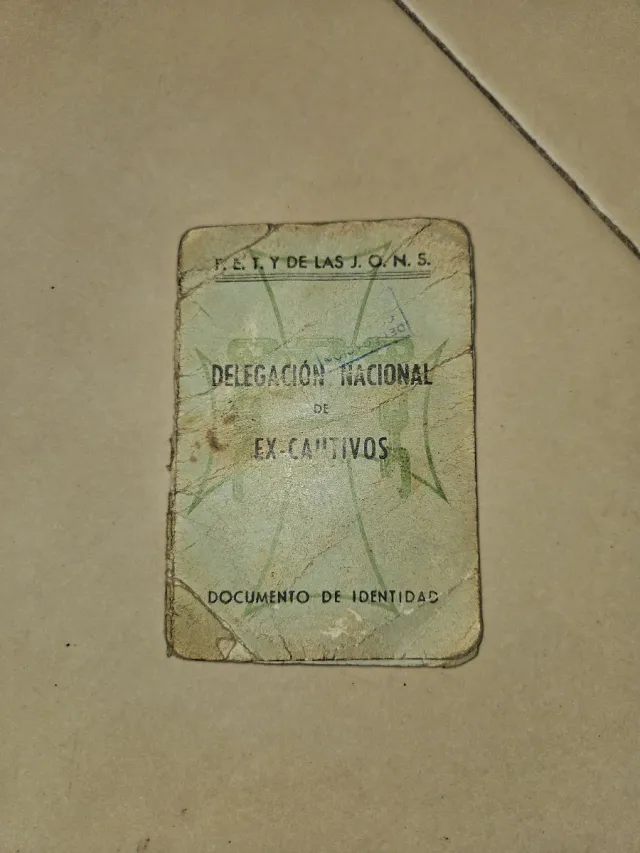 F. E. T. Y DE LAS J. O. N. S.
DELEGACIÓN NACIONAL
DE
EX-CAUTIVOS
DOCUMENTO DE IDENTIDAD